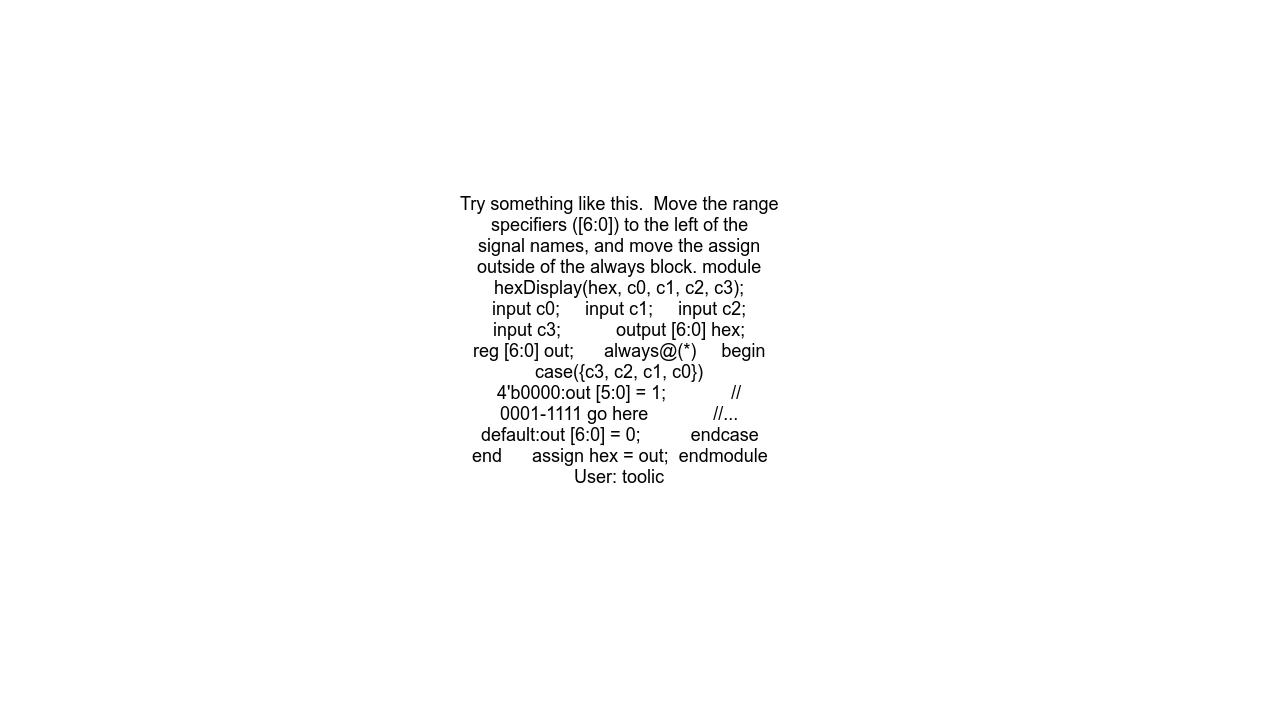 Try something like this.  Move the range
specifiers ([6:0]) to the left of the
signal names, and move the assign
outside of the always block. module
hexDisplay(hex, c0, c1, c2, c3);
input c0;     input c1;     input c2;
input c3;           output [6:0] hex;
reg [6:0] out;      always@(*)     begin
case({c3, c2, c1, c0})
4'b0000:out [5:0] = 1;             //
0001-1111 go here             //...
default:out [6:0] = 0;          endcase
end      assign hex = out;  endmodule
User: toolic